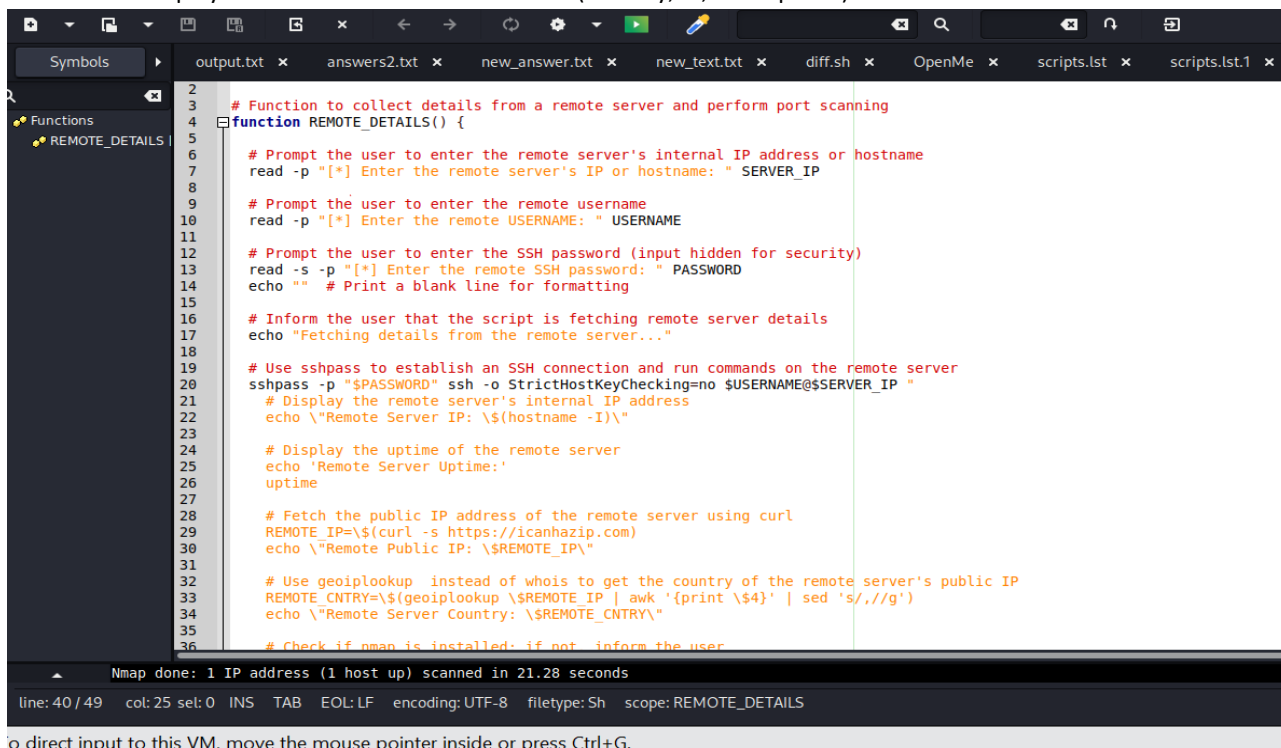 Symbols
output.txt × answers2.txt × new_answer.txt × new_text.txt × diff.sh × OpenMe × scripts.lst × scripts.lst.1 ×
Functions
REMOTE_DETAILS
2
3 # Function to collect details from a remote server and perform port scanning
4 function REMOTE_DETAILS() {
5
6 # Prompt the user to enter the remote server's internal IP address or hostname
7 read -p "[*] Enter the remote server's IP or hostname: " SERVER_IP
8
9 # Prompt the user to enter the remote username
10 read -p "[*] Enter the remote USERNAME: " USERNAME
11
12 # Prompt the user to enter the SSH password (input hidden for security)
13 read -s -p "[*] Enter the remote SSH password: " PASSWORD
14 echo "" # Print a blank line for formatting
15
16 # Inform the user that the script is fetching remote server details
17 echo "Fetching details from the remote server..."
18
19 # Use sshpass to establish an SSH connection and run commands on the remote server
20 sshpass -p "$PASSWORD" ssh -o StrictHostKeyChecking=no $USERNAME@$SERVER_IP "
21 # Display the remote server's internal IP address
22 echo \"Remote Server IP: \$(hostname -I)\"
23
24 # Display the uptime of the remote server
25 echo 'Remote Server Uptime:'
26 uptime
27
28 # Fetch the public IP address of the remote server using curl
29 REMOTE_IP=\$(curl -s https://icanhazip.com)
30 echo \"Remote Public IP: \$REMOTE_IP\"
31
32 # Use geoiplookup  instead of whois to get the country of the remote server's public IP
33 REMOTE_CNTRY=\$(geoiplookup \$REMOTE_IP | awk '{print \$4}' | sed 's/,//g')
34 echo \"Remote Server Country: \$REMOTE_CNTRY\"
35
36 # Check if nmap is installed; if not, inform the user
Nmap done: 1 IP address (1 host up) scanned in 21.28 seconds
line: 40 / 49 col: 25 sel: 0 INS TAB EOL: LF encoding: UTF-8 filetype: Sh scope: REMOTE_DETAILS
o direct input to this VM, move the mouse pointer inside or press Ctrl+G.